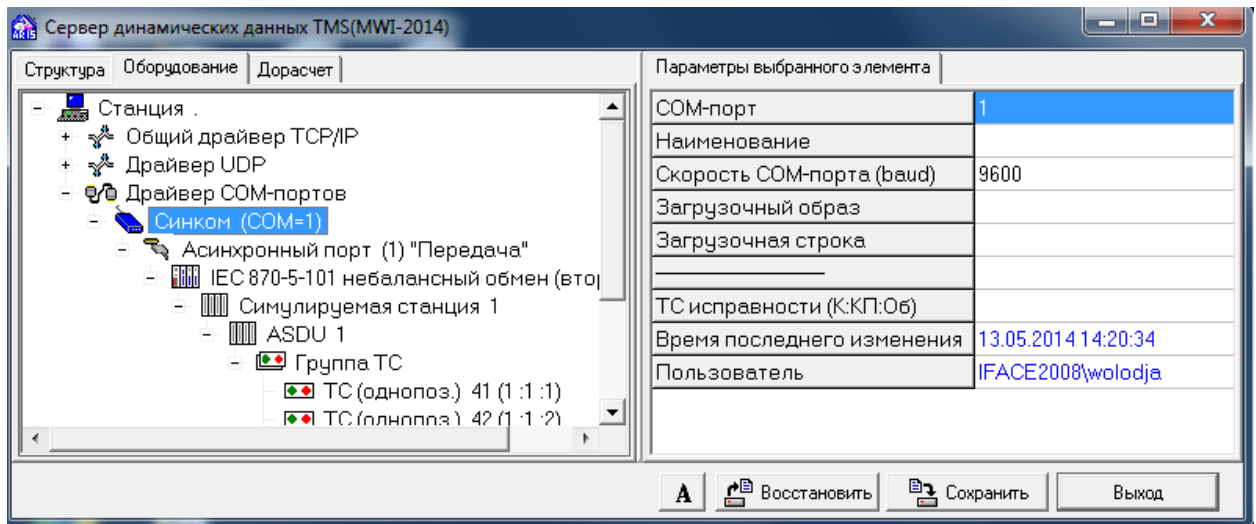 Сервер динамических данных TMS(MWI-2014)
Структура Оборудование Дорасчет
Станция .
Общий драйвер TCP/IP
Драйвер UDP
Драйвер COM-портов
Синком (COM=1)
Асинхронный порт (1) "Передача"
IEC 870-5-101 небалансный обмен (втор
Симулируемая станция 1
ASDU 1
Группа ТС
ТС (однопоз.) 41 (1 :1 :1)
ТС (однопоз.) 42 (1 :1 :2)
Параметры выбранного элемента
COM-порт 1
Наименование
Скорость COM-порта (baud) 9600
Загрузочный образ
Загрузочная строка
ТС исправности (К:КП:Об)
Время последнего изменения 13.05.2014 14:20:34
Пользователь IFACE2008\wolodja
A Восстановить Сохранить Выход